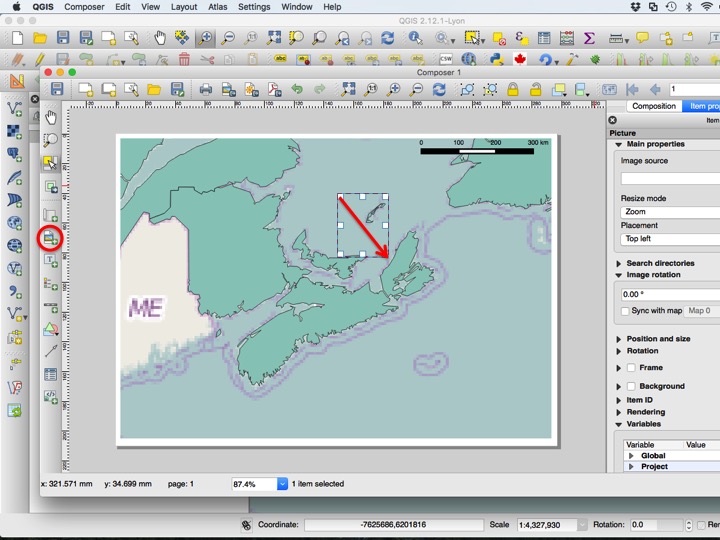 QGIS Composer Edit View Layout Atlas Settings Window Help
1:4
QGIS 2.12.1-Lyon
Composer 1
1
Composition
Item prop
0 100 200 300 km
Item
Picture
Main properties
Image source
Resize mode
Zoom
Placement
Top left
Search directories
Image rotation
0.00 °
Sync with map Map 0
ME
Position and size
Rotation
Frame
Background
Item ID
Rendering
Variables
Variable Value
Global
Project
x: 321.571 mm y: 34.699 mm page: 1 87.4% 1 item selected
Coordinate: -7625686,6201816 Scale 1:4,327,930 Rotation: 0.0 Ren